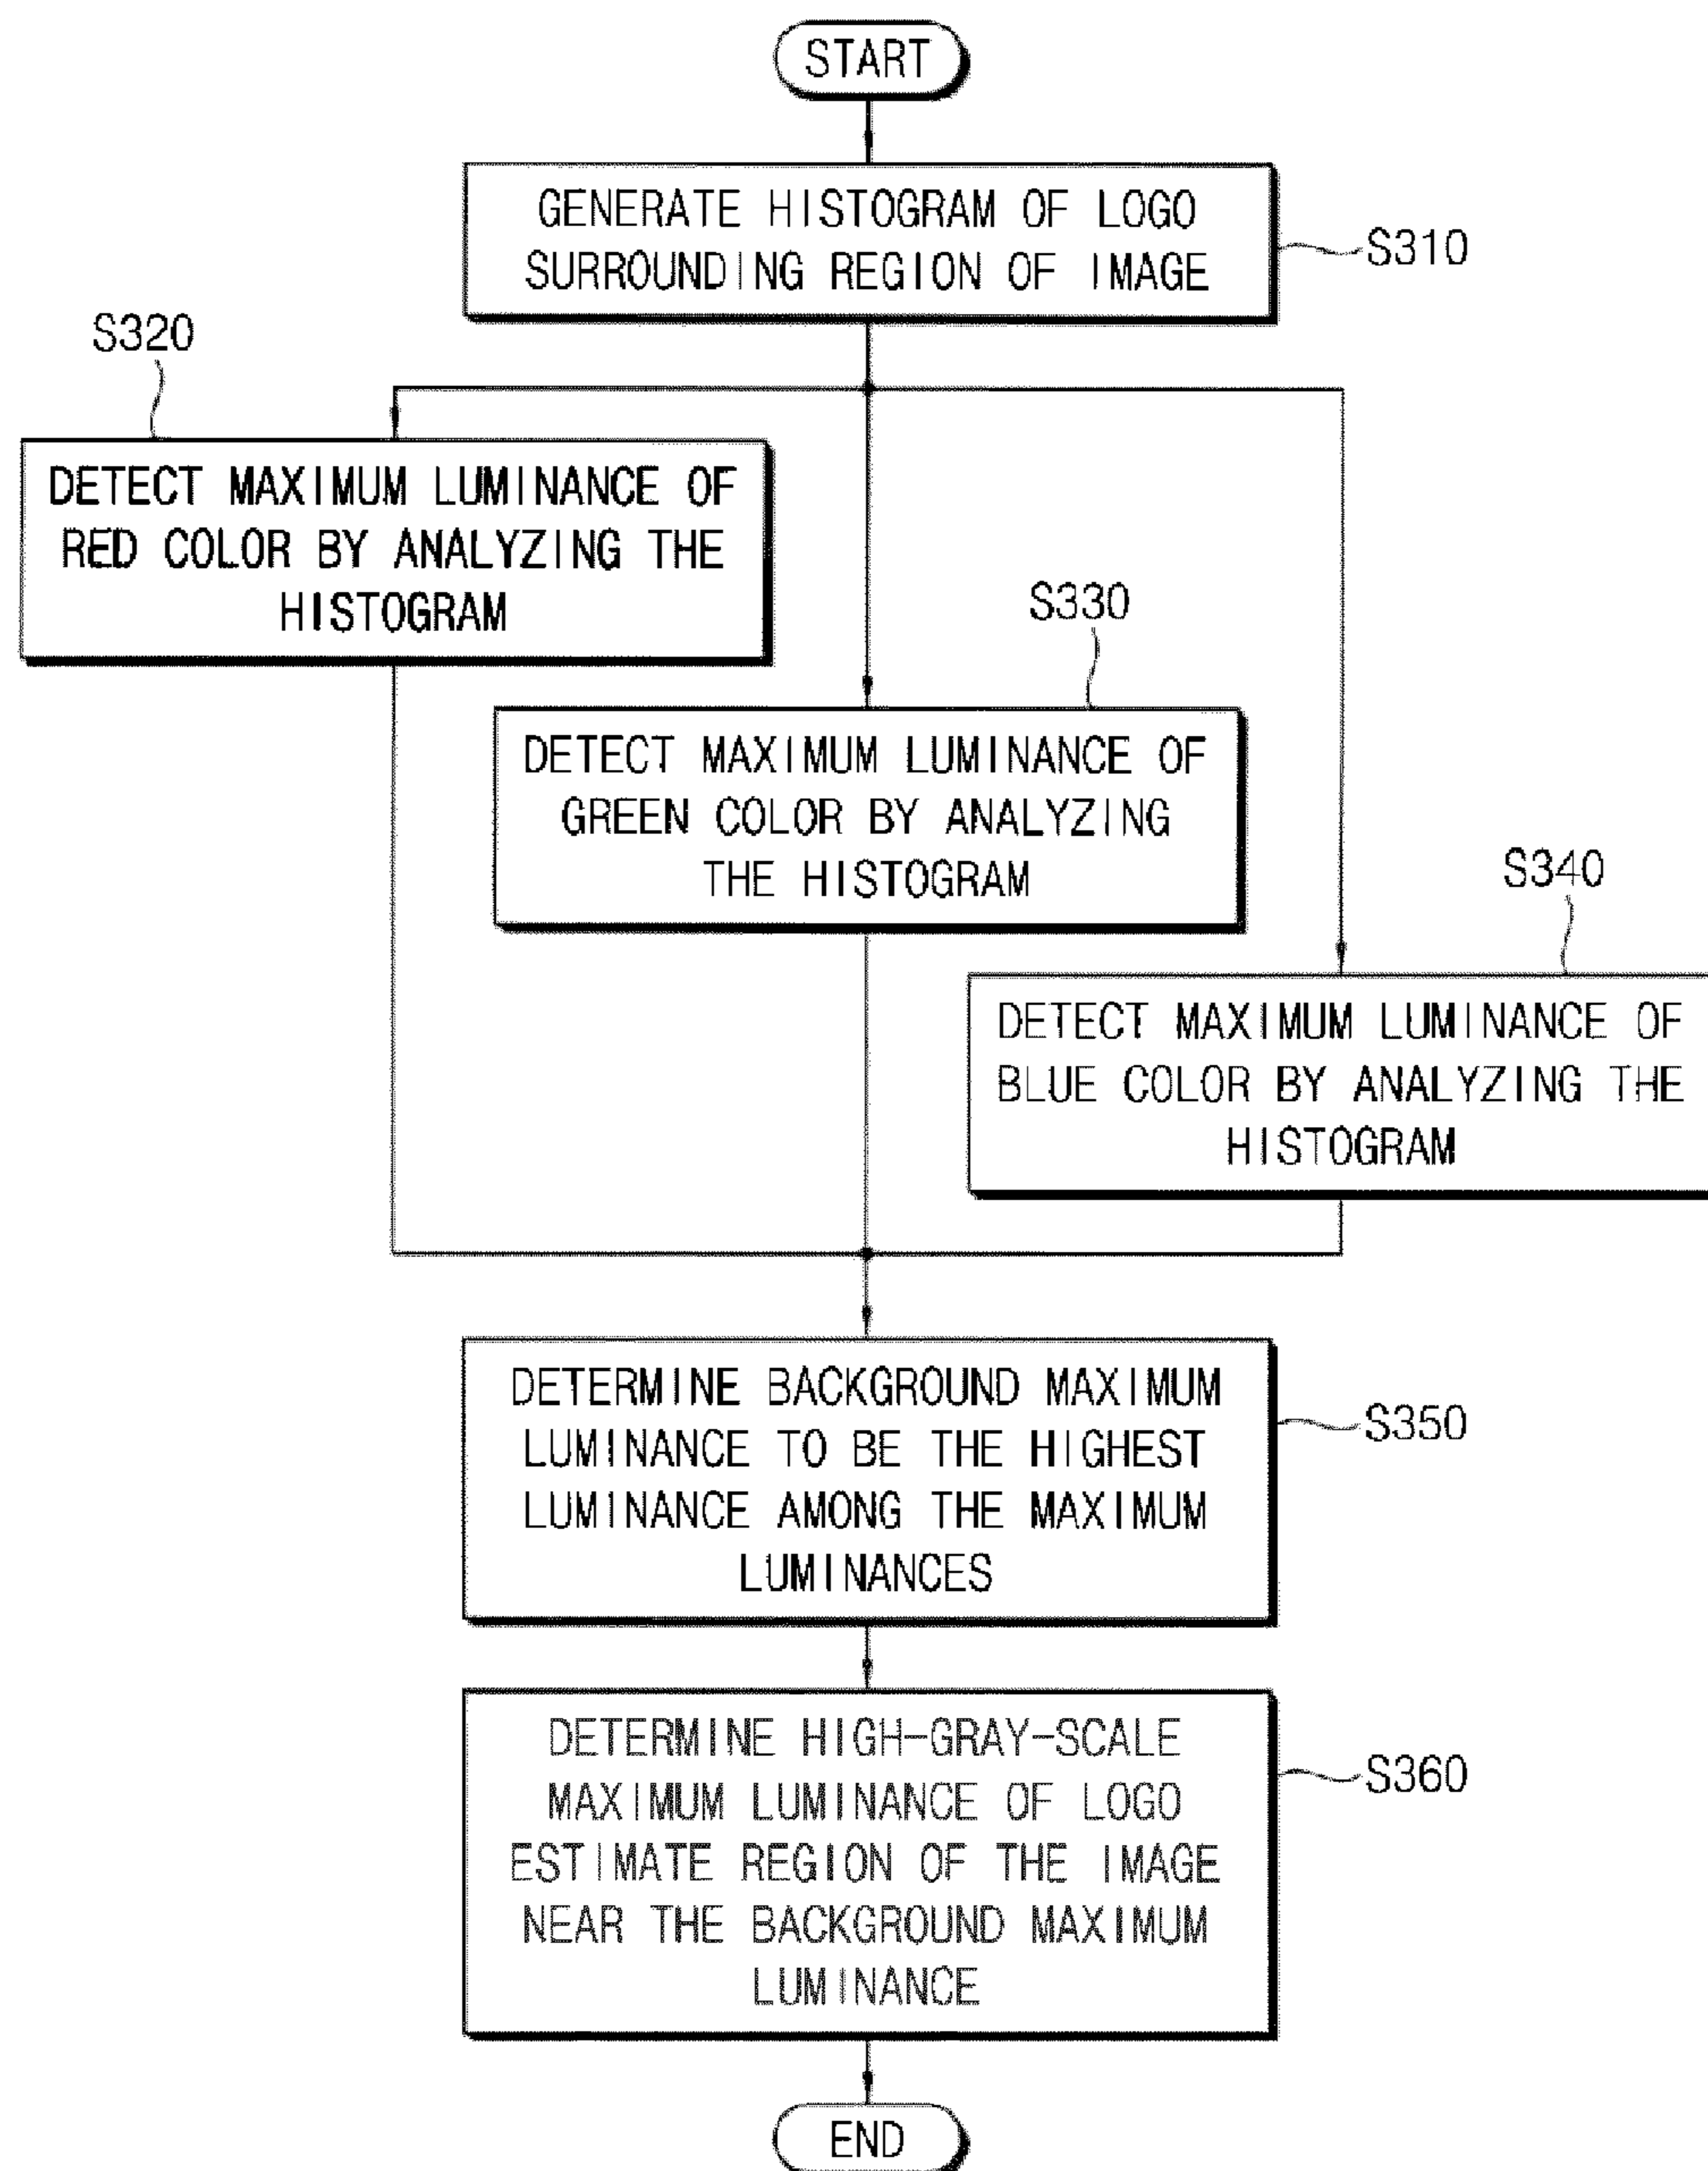 START
GENERATE HISTOGRAM OF LOGO
SURROUNDING REGION OF IMAGE
S310
S320
DETECT MAXIMUM LUMINANCE OF
RED COLOR BY ANALYZING THE
HISTOGRAM
S330
DETECT MAXIMUM LUMINANCE OF
GREEN COLOR BY ANALYZING
THE HISTOGRAM
S340
DETECT MAXIMUM LUMINANCE OF
BLUE COLOR BY ANALYZING THE
HISTOGRAM
DETERMINE BACKGROUND MAXIMUM
LUMINANCE TO BE THE HIGHEST
LUMINANCE AMONG THE MAXIMUM
LUMINANCES
S350
DETERMINE HIGH-GRAY-SCALE
MAXIMUM LUMINANCE OF LOGO
ESTIMATE REGION OF THE IMAGE
NEAR THE BACKGROUND MAXIMUM
LUMINANCE
S360
END